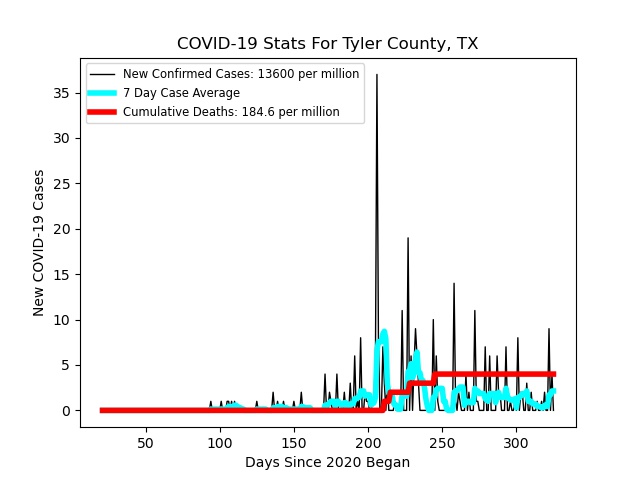 COVID-19 Stats For Tyler County, TX
New Confirmed Cases: 13600 per million
7 Day Case Average
Cumulative Deaths: 184.6 per million
New COVID-19 Cases
35
30
25
20
15
10
5
0
50 100 150 200 250 300
Days Since 2020 Began